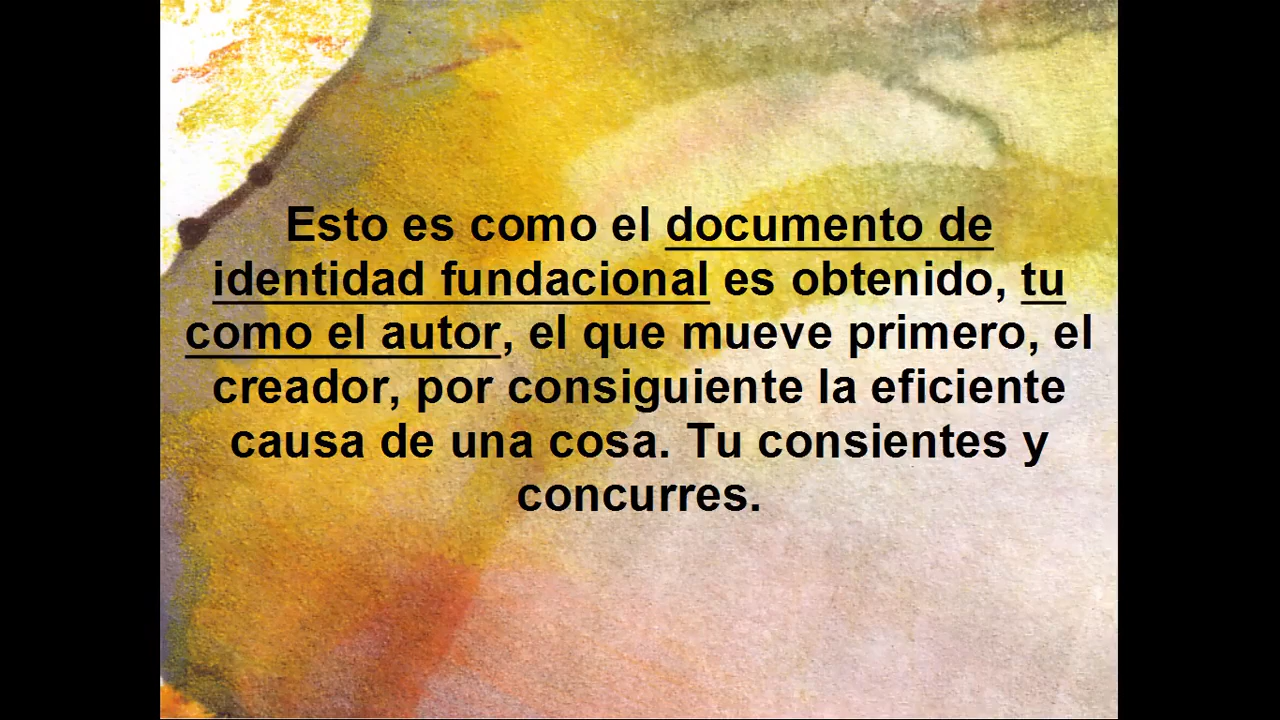 Esto es como el documento de
identidad fundacional es obtenido, tu
como el autor, el que mueve primero, el
creador, por consiguiente la eficiente
causa de una cosa. Tu consientes y
concurres.